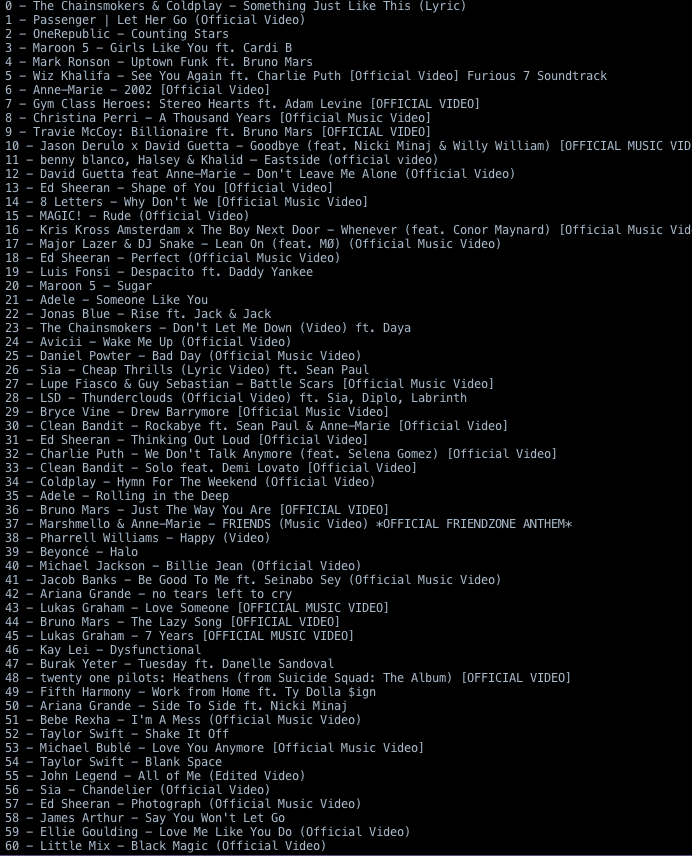 0 - The Chainsmokers & Coldplay - Something Just Like This (Lyric)
1 - Passenger | Let Her Go (Official Video)
2 - OneRepublic - Counting Stars
3 - Maroon 5 - Girls Like You ft. Cardi B
4 - Mark Ronson - Uptown Funk ft. Bruno Mars
5 - Wiz Khalifa - See You Again ft. Charlie Puth [Official Video] Furious 7 Soundtrack
6 - Anne-Marie - 2002 [Official Video]
7 - Gym Class Heroes: Stereo Hearts ft. Adam Levine [OFFICIAL VIDEO]
8 - Christina Perri - A Thousand Years [Official Music Video]
9 - Travie McCoy: Billionaire ft. Bruno Mars [OFFICIAL VIDEO]
10 - Jason Derulo x David Guetta - Goodbye (feat. Nicki Minaj & Willy William) [OFFICIAL MUSIC VID
11 - benny blanco, Halsey & Khalid - Eastside (official video)
12 - David Guetta feat Anne-Marie - Don't Leave Me Alone (Official Video)
13 - Ed Sheeran - Shape of You [Official Video]
14 - 8 Letters - Why Don't We [Official Music Video]
15 - MAGIC! - Rude (Official Video)
16 - Kris Kross Amsterdam x The Boy Next Door - Whenever (feat. Conor Maynard) [Official Music Vid
17 - Major Lazer & DJ Snake - Lean On (feat. MØ) (Official Music Video)
18 - Ed Sheeran - Perfect (Official Music Video)
19 - Luis Fonsi - Despacito ft. Daddy Yankee
20 - Maroon 5 - Sugar
21 - Adele - Someone Like You
22 - Jonas Blue - Rise ft. Jack & Jack
23 - The Chainsmokers - Don't Let Me Down (Video) ft. Daya
24 - Avicii - Wake Me Up (Official Video)
25 - Daniel Powter - Bad Day (Official Music Video)
26 - Sia - Cheap Thrills (Lyric Video) ft. Sean Paul
27 - Lupe Fiasco & Guy Sebastian - Battle Scars [Official Music Video]
28 - LSD - Thunderclouds (Official Video) ft. Sia, Diplo, Labrinth
29 - Bryce Vine - Drew Barrymore [Official Music Video]
30 - Clean Bandit - Rockabye ft. Sean Paul & Anne-Marie [Official Video]
31 - Ed Sheeran - Thinking Out Loud [Official Video]
32 - Charlie Puth - We Don't Talk Anymore (feat. Selena Gomez) [Official Video]
33 - Clean Bandit - Solo feat. Demi Lovato [Official Video]
34 - Coldplay - Hymn For The Weekend (Official Video)
35 - Adele - Rolling in the Deep
36 - Bruno Mars - Just The Way You Are [OFFICIAL VIDEO]
37 - Marshmello & Anne-Marie - FRIENDS (Music Video) *OFFICIAL FRIENDZONE ANTHEM*
38 - Pharrell Williams - Happy (Video)
39 - Beyoncé - Halo
40 - Michael Jackson - Billie Jean (Official Video)
41 - Jacob Banks - Be Good To Me ft. Seinabo Sey (Official Music Video)
42 - Ariana Grande - no tears left to cry
43 - Lukas Graham - Love Someone [OFFICIAL MUSIC VIDEO]
44 - Bruno Mars - The Lazy Song [OFFICIAL VIDEO]
45 - Lukas Graham - 7 Years [OFFICIAL MUSIC VIDEO]
46 - Kay Lei - Dysfunctional
47 - Burak Yeter - Tuesday ft. Danelle Sandoval
48 - twenty one pilots: Heathens (from Suicide Squad: The Album) [OFFICIAL VIDEO]
49 - Fifth Harmony - Work from Home ft. Ty Dolla $ign
50 - Ariana Grande - Side To Side ft. Nicki Minaj
51 - Bebe Rexha - I'm A Mess (Official Music Video)
52 - Taylor Swift - Shake It Off
53 - Michael Bublé - Love You Anymore [Official Music Video]
54 - Taylor Swift - Blank Space
55 - John Legend - All of Me (Edited Video)
56 - Sia - Chandelier (Official Video)
57 - Ed Sheeran - Photograph (Official Music Video)
58 - James Arthur - Say You Won't Let Go
59 - Ellie Goulding - Love Me Like You Do (Official Video)
60 - Little Mix - Black Magic (Official Video)